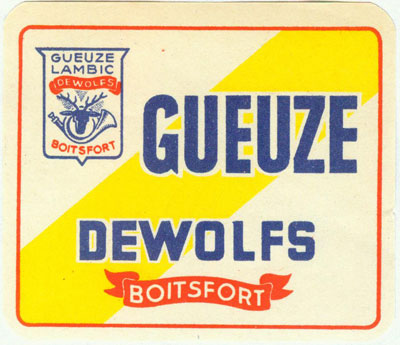 GUEUZE
LAMBIC
DEWOLFS
BOITSFORT
GUEUZE
DEWOLFS
BOITSFORT